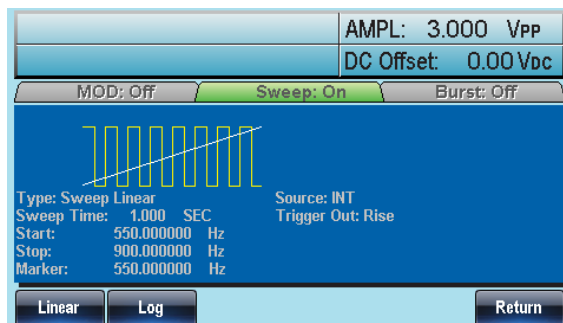 AMPL: 3.000 VPP
DC Offset: 0.00 VDC
MOD: Off Sweep: On Burst: Off
Type: Sweep Linear Source: INT
Sweep Time: 1.000 SEC Trigger Out: Rise
Start: 550.000000 Hz
Stop: 900.000000 Hz
Marker: 550.000000 Hz
Linear Log Return